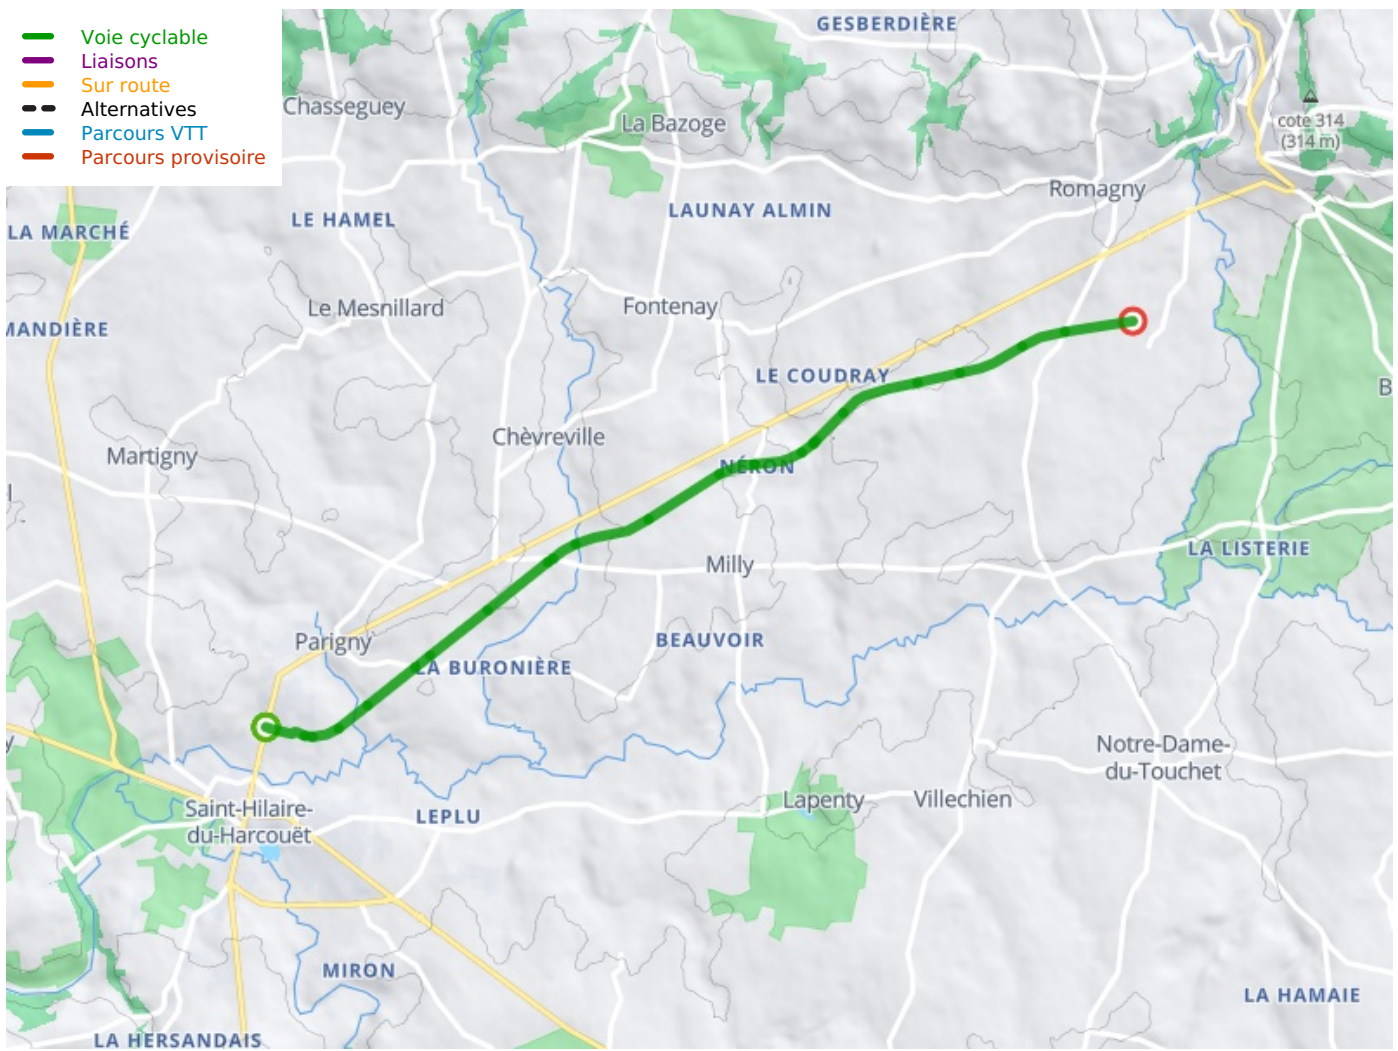 Voie cyclable
Liaisons
Sur route
Alternatives
Parcours VTT
Parcours provisoire
GESBERDIÈRE
Chasseguey
La Bazoge
cote 314
(314 m)
Romagny
LE HAMEL
LAUNAY ALMIN
LA MARCHÉ
Le Mesnillard
Fontenay
MANDIÈRE
LE COUDRAY
B
Chèvreville
Martigny
NÉRON
el
LA LISTERIE
Milly
Parigny
BEAUVOIR
LA BURONIÈRE
y
Notre-Dame-
du-Touchet
Saint-Hilaire-
du-Harcouët
LEPLU
Lapenty
Villechien
MIRON
LA HAMAIE
LA HERSANDAIS